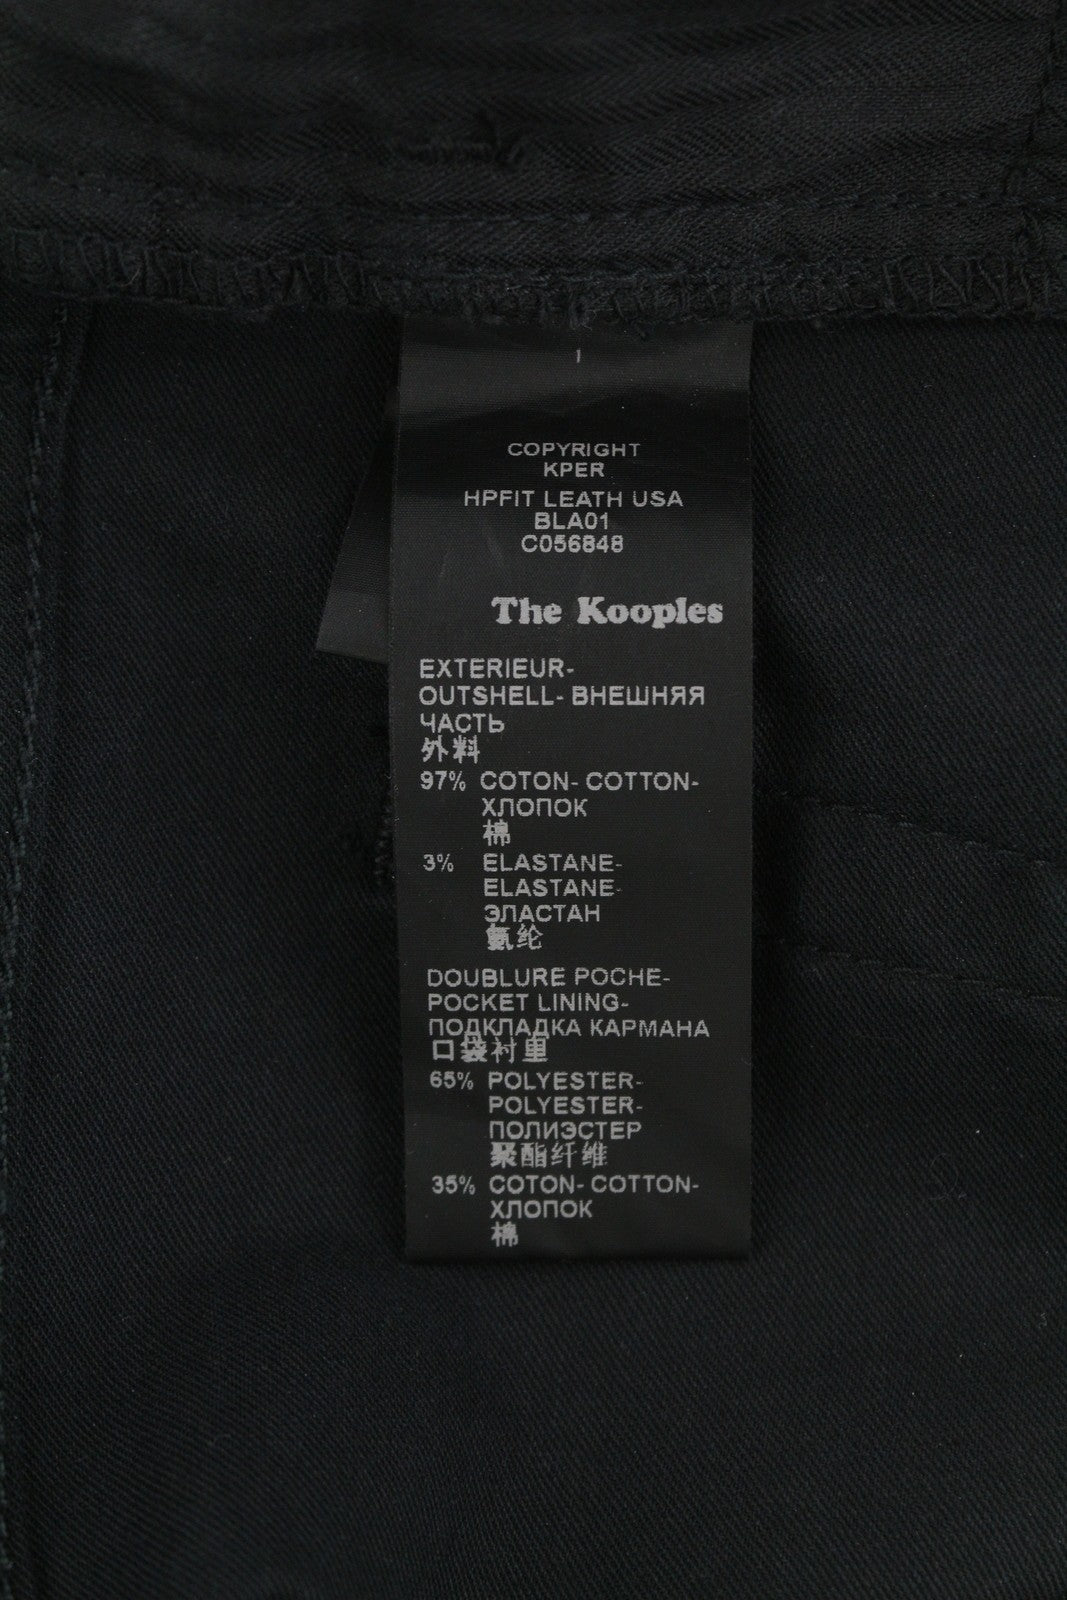 COPYRIGHT
KPER
HPFIT LEATH USA
BLA01
C056848
The Kooples
EXTERIEUR-
OUTSHELL- ВНЕШНЯЯ
ЧАСТЬ
外料
97% COTON- COTTON-
ХЛОПОК
棉
3% ELASTANE-
ELASTANE-
ЭЛАСТАН
氨纶
DOUBLURE POCHE-
POCKET LINING-
ПОДКЛАДКА КАРМАНА
口袋衬里
65% POLYESTER-
POLYESTER-
ПОЛИЭСТЕР
聚酯纤维
35% COTON- COTTON-
ХЛОПОК
棉